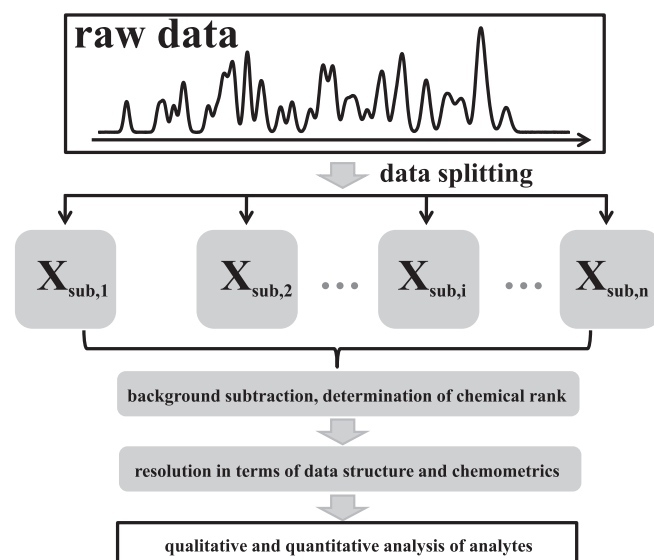 raw data
data splitting
Xsub,1 Xsub,2 ... Xsub,i ... Xsub,n
background subtraction, determination of chemical rank
resolution in terms of data structure and chemometrics
qualitative and quantitative analysis of analytes